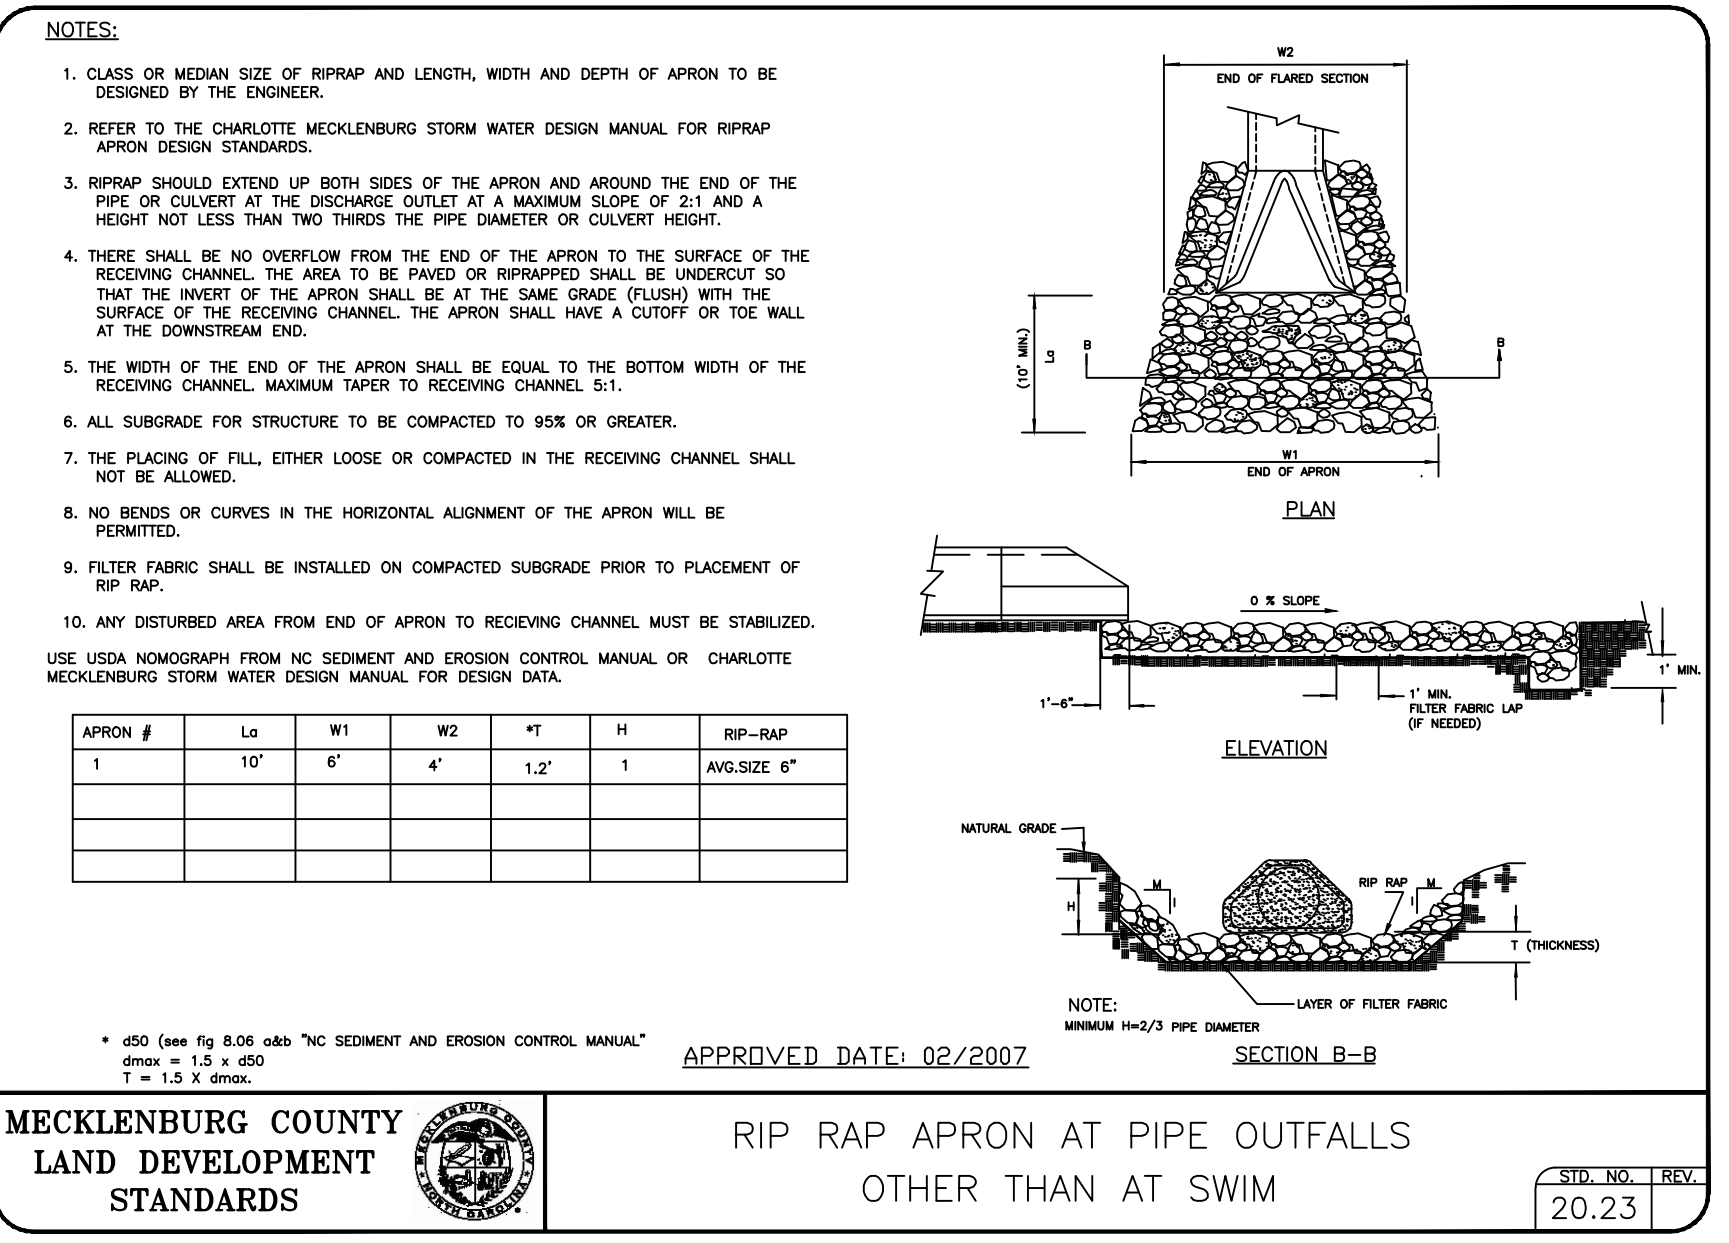 NOTES:
1. CLASS OR MEDIAN SIZE OF RIPRAP AND LENGTH, WIDTH AND DEPTH OF APRON TO BE
DESIGNED BY THE ENGINEER.
2. REFER TO THE CHARLOTTE MECKLENBURG STORM WATER DESIGN MANUAL FOR RIPRAP
APRON DESIGN STANDARDS.
3. RIPRAP SHOULD EXTEND UP BOTH SIDES OF THE APRON AND AROUND THE END OF THE
PIPE OR CULVERT AT THE DISCHARGE OUTLET AT A MAXIMUM SLOPE OF 2:1 AND A
HEIGHT NOT LESS THAN TWO THIRDS THE PIPE DIAMETER OR CULVERT HEIGHT.
4. THERE SHALL BE NO OVERFLOW FROM THE END OF THE APRON TO THE SURFACE OF THE
RECEIVING CHANNEL. THE AREA TO BE PAVED OR RIPRAPPED SHALL BE UNDERCUT SO
THAT THE INVERT OF THE APRON SHALL BE AT THE SAME GRADE (FLUSH) WITH THE
SURFACE OF THE RECEIVING CHANNEL. THE APRON SHALL HAVE A CUTOFF OR TOE WALL
AT THE DOWNSTREAM END.
5. THE WIDTH OF THE END OF THE APRON SHALL BE EQUAL TO THE BOTTOM WIDTH OF THE
RECEIVING CHANNEL. MAXIMUM TAPER TO RECEIVING CHANNEL 5:1.
6. ALL SUBGRADE FOR STRUCTURE TO BE COMPACTED TO 95% OR GREATER.
7. THE PLACING OF FILL, EITHER LOOSE OR COMPACTED IN THE RECEIVING CHANNEL SHALL
NOT BE ALLOWED.
8. NO BENDS OR CURVES IN THE HORIZONTAL ALIGNMENT OF THE APRON WILL BE
PERMITTED.
9. FILTER FABRIC SHALL BE INSTALLED ON COMPACTED SUBGRADE PRIOR TO PLACEMENT OF
RIP RAP.
10. ANY DISTURBED AREA FROM END OF APRON TO RECIEVING CHANNEL MUST BE STABILIZED.
USE USDA NOMOGRAPH FROM NC SEDIMENT AND EROSION CONTROL MANUAL OR CHARLOTTE
MECKLENBURG STORM WATER DESIGN MANUAL FOR DESIGN DATA.
APRON # La W1 W2 *T H RIP-RAP
1 10' 6' 4' 1.2' 1 AVG.SIZE 6"
* d50 (see fig 8.06 a&b "NC SEDIMENT AND EROSION CONTROL MANUAL"
dmax = 1.5 x d50
T = 1.5 X dmax.
APPROVED DATE: 02/2007
W2
END OF FLARED SECTION
(10' MIN.)
La
B
B
W1
END OF APRON
PLAN
0 % SLOPE
1' MIN.
1'-6"
1' MIN.
FILTER FABRIC LAP
(IF NEEDED)
ELEVATION
NATURAL GRADE
H
M
1
RIP RAP
M
1
T (THICKNESS)
LAYER OF FILTER FABRIC
NOTE:
MINIMUM H=2/3 PIPE DIAMETER
SECTION B-B
MECKLENBURG COUNTY
LAND DEVELOPMENT
STANDARDS
MECKLENBURG COUNTY
NORTH CAROLINA
RIP RAP APRON AT PIPE OUTFALLS
OTHER THAN AT SWIM
STD. NO. REV.
20.23